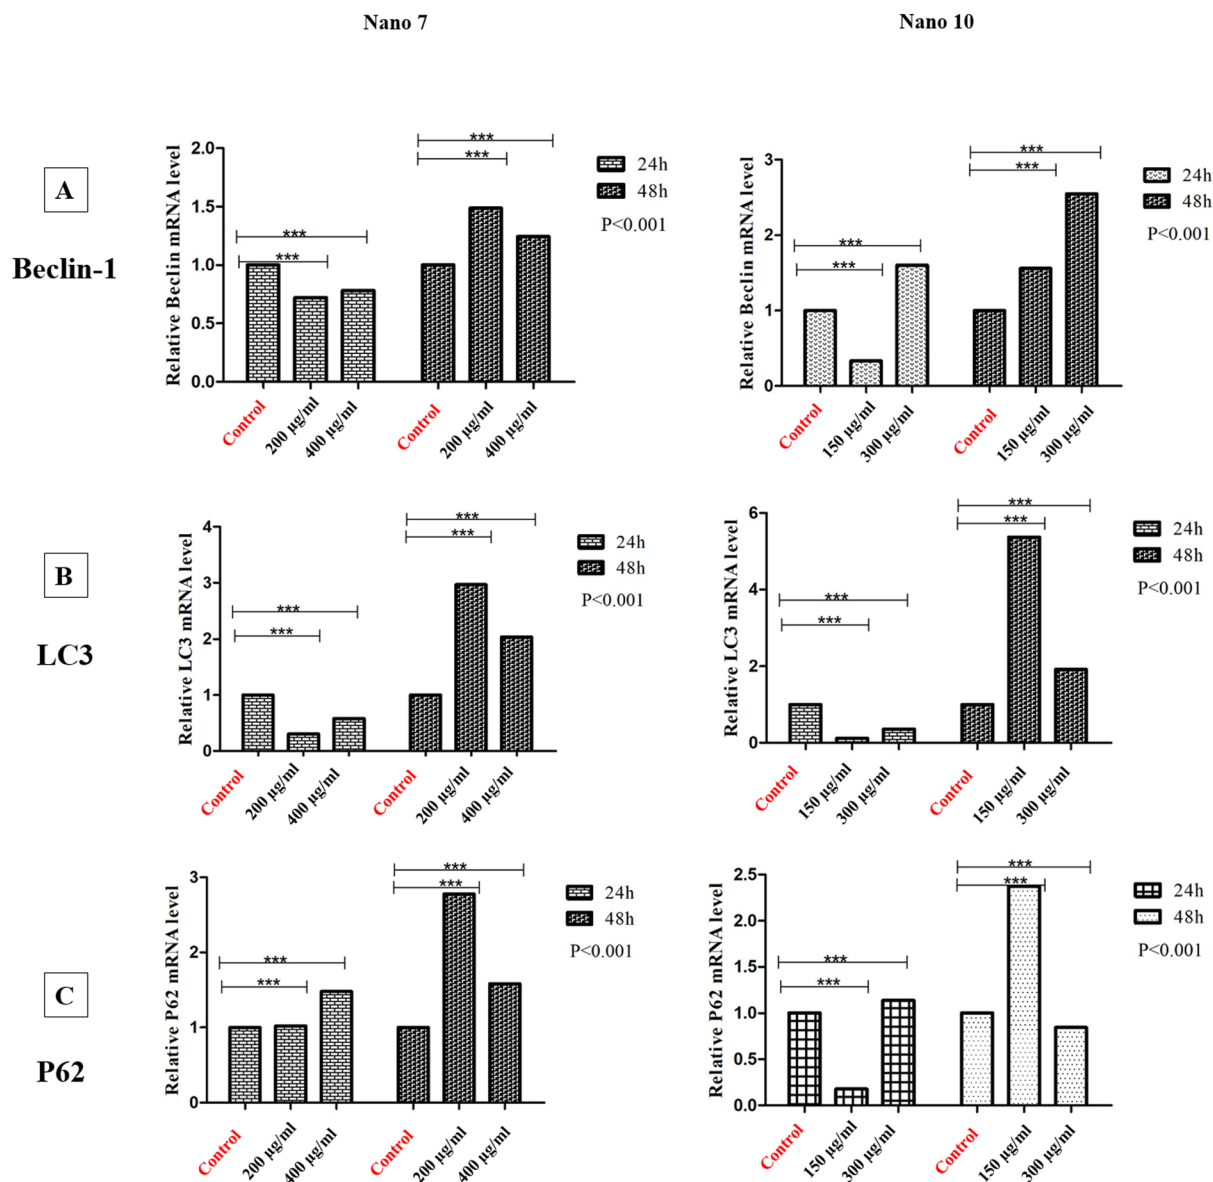 Nano 7
Nano 10
A
Beclin-1
Relative Beclin mRNA level
2.0
1.5
1.0
0.5
0.0
***
***
***
***
24h
48h
P<0.001
Control
200 µg/ml
400 µg/ml
Control
200 µg/ml
400 µg/ml
Relative Beclin mRNA level
3
2
1
0
***
***
***
***
24h
48h
P<0.001
Control
150 µg/ml
300 µg/ml
Control
150 µg/ml
300 µg/ml
B
LC3
Relative LC3 mRNA level
4
3
2
1
0
***
***
***
***
24h
48h
P<0.001
Control
200 µg/ml
400 µg/ml
Control
200 µg/ml
400 µg/ml
Relative LC3 mRNA level
6
4
2
0
***
***
***
***
24h
48h
P<0.001
Control
150 µg/ml
300 µg/ml
Control
150 µg/ml
300 µg/ml
C
P62
Relative P62 mRNA level
3
2
1
0
***
***
***
***
24h
48h
P<0.001
Control
200 µg/ml
400 µg/ml
Control
200 µg/ml
400 µg/ml
Relative P62 mRNA level
2.5
2.0
1.5
1.0
0.5
0.0
***
***
***
***
24h
48h
P<0.001
Control
150 µg/ml
300 µg/ml
Control
150 µg/ml
300 µg/ml